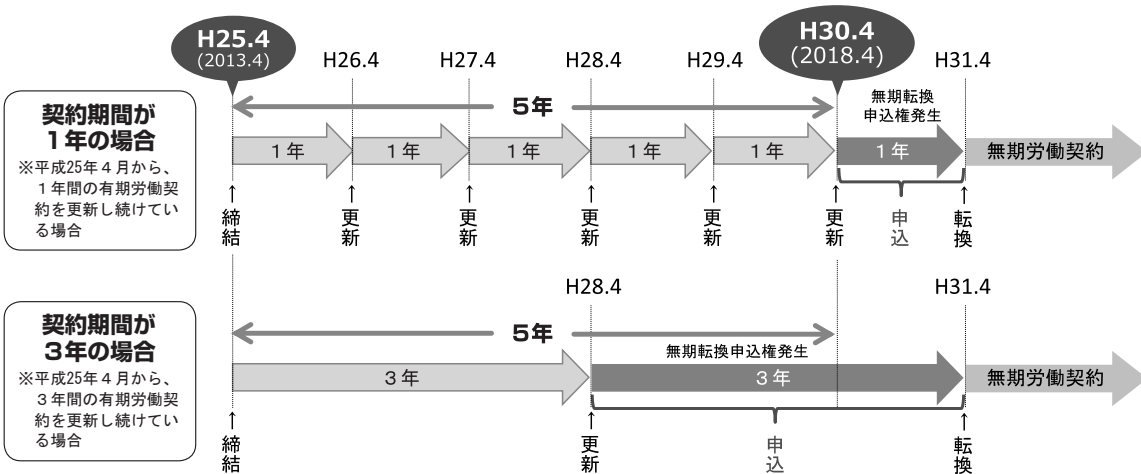 H25.4
(2013.4)
H26.4
H27.4
H28.4
H29.4
H30.4
(2018.4)
H31.4
契約期間が
1年の場合
※平成25年4月から、
1年間の有期労働契
約を更新し続けてい
る場合
5年
無期転換
申込権発生
1年
1年
1年
1年
1年
1年
無期労働契約
↑締結
↑更新
↑更新
↑更新
↑更新
↑更新
申込
↑転換
H28.4
H31.4
契約期間が
3年の場合
※平成25年4月から、
3年間の有期労働契
約を更新し続けてい
る場合
5年
無期転換申込権発生
3年
3年
無期労働契約
↑締結
↑更新
申込
↑転換